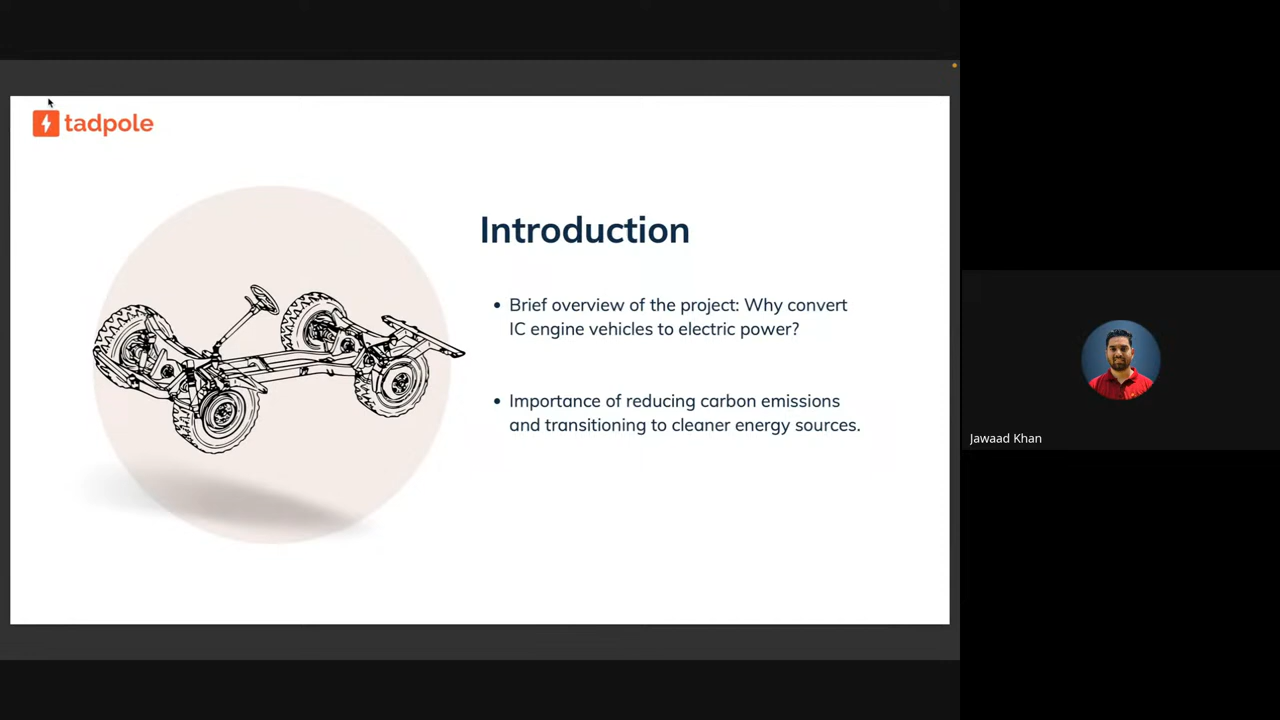 tadpole
Introduction
• Brief overview of the project: Why convert
IC engine vehicles to electric power?
• Importance of reducing carbon emissions
and transitioning to cleaner energy sources.
Jawaad Khan